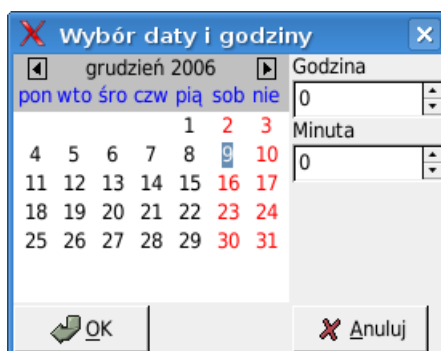 Wybór daty i godziny
grudzień 2006
pon wto śro czw pią sob nie
1 2 3
4 5 6 7 8 9 10
11 12 13 14 15 16 17
18 19 20 21 22 23 24
25 26 27 28 29 30 31
Godzina
0
Minuta
0
OK
Anuluj